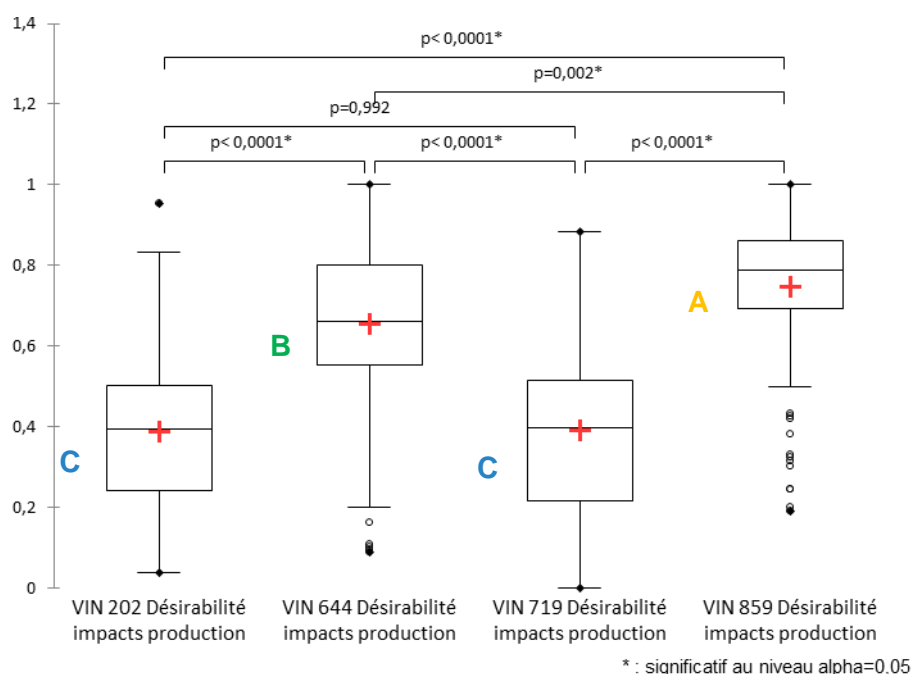 1,4
p< 0,0001*
1,2
p=0,002*
p=0,992
1
p< 0,0001*
p< 0,0001*
p< 0,0001*
0,8
A
0,6
B
0,4
C
C
0,2
0
VIN 202 Désirabilité
impacts production
VIN 644 Désirabilité
impacts production
VIN 719 Désirabilité
impacts production
VIN 859 Désirabilité
impacts production
* : significatif au niveau alpha=0.05